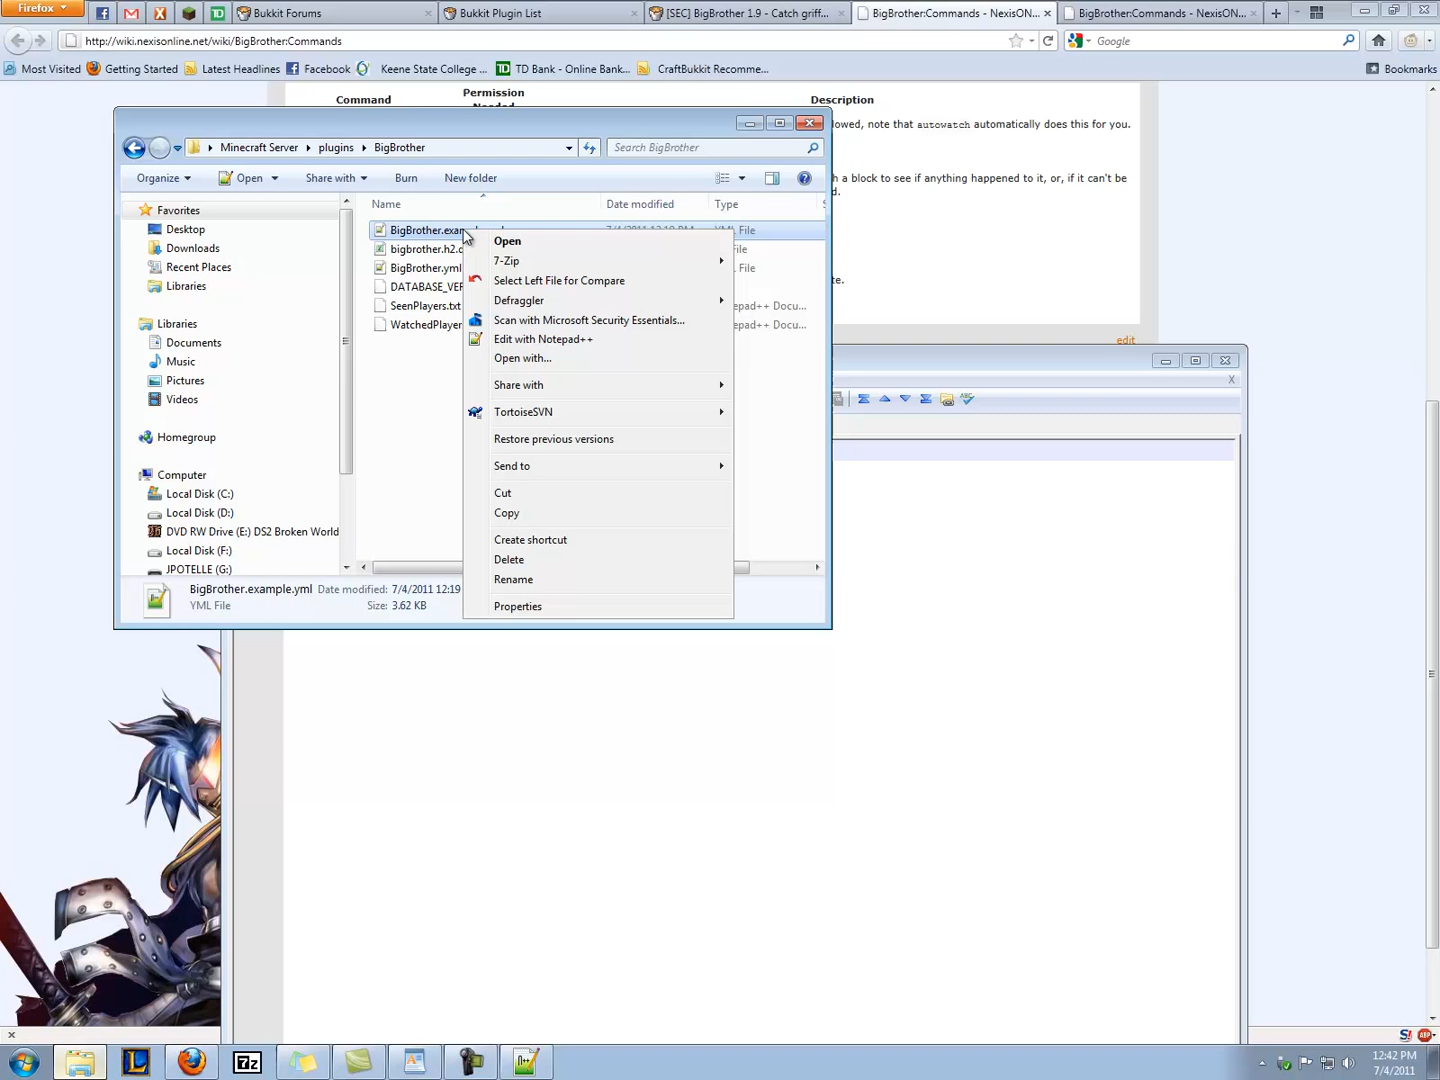 Firefox
Bukkit Forums
Bukkit Plugin List
[SEC] BigBrother 1.9 - Catch griff...
BigBrother:Commands - NexisON...
BigBrother:Commands - NexisON...
http://wiki.nexisonline.net/wiki/BigBrother:Commands
Google
Most Visited
Getting Started
Latest Headlines
Facebook
Keene State College ...
TD Bank - Online Bank...
CraftBukkit Recomme...
Bookmarks
Command
Permission
Description
owed, note that autowatch automatically does this for you.
h a block to see if anything happened to it, or, if it can't be
d.
te.
edit
Minecraft Server
plugins
BigBrother
Search BigBrother
Organize
Open
Share with
Burn
New folder
Name
Date modified
Type
Favorites
Desktop
Downloads
Recent Places
Libraries
Libraries
Documents
Music
Pictures
Videos
Homegroup
Computer
Local Disk (C:)
Local Disk (D:)
DVD RW Drive (E:) DS2 Broken World
Local Disk (F:)
JPOTELLE (G:)
BigBrother.exam
YML File
bigbrother.h2.
File
BigBrother.yml
File
DATABASE_VER
SeenPlayers.txt
epad++ Docu...
WatchedPlayer
epad++ Docu...
Open
7-Zip
Select Left File for Compare
Defraggler
Scan with Microsoft Security Essentials...
Edit with Notepad++
Open with...
Share with
TortoiseSVN
Restore previous versions
Send to
Cut
Copy
Create shortcut
Delete
Rename
Properties
BigBrother.example.yml
Date modified: 7/4/2011 12:19
YML File
Size: 3.62 KB
12:42 PM
7/4/2011